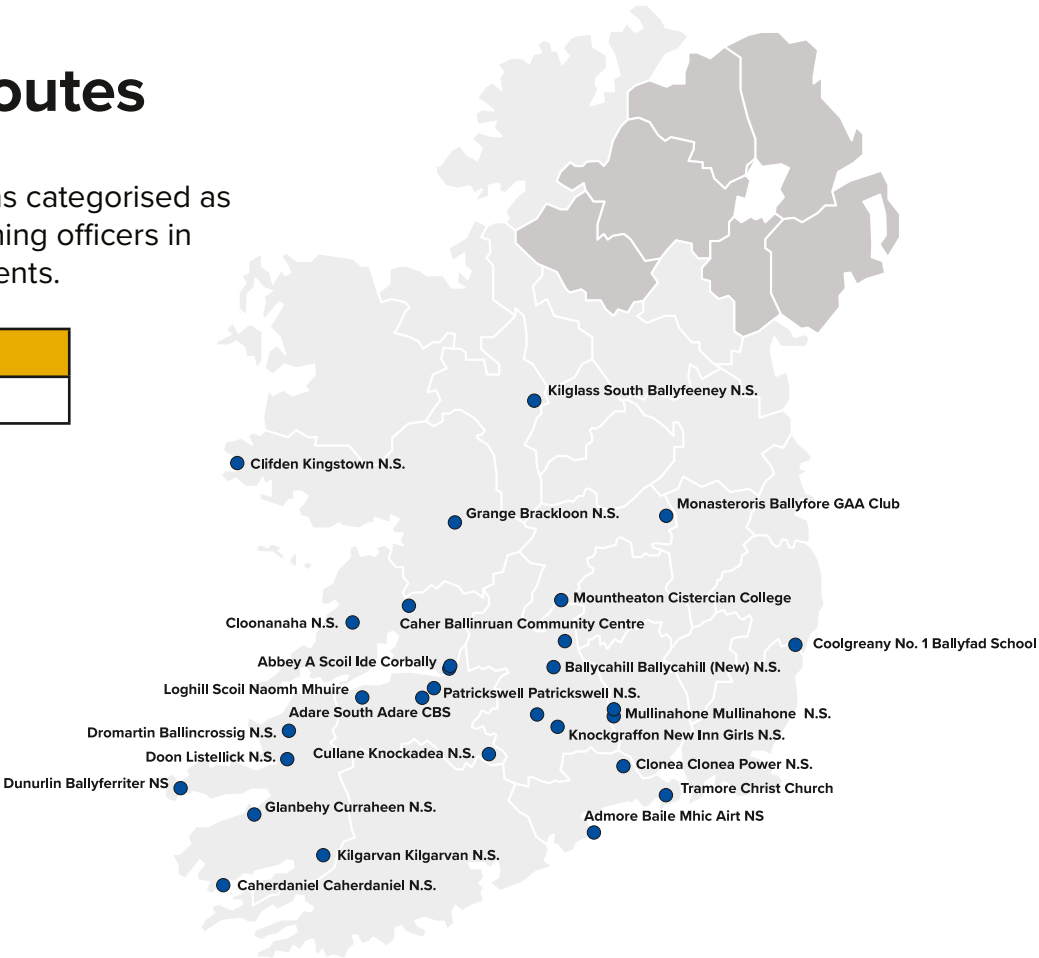 outes
as categorised as
ning officers in
ents.
Kilglass South Ballyfeeney N.S.
Clifden Kingstown N.S.
Grange Brackloon N.S.
Monasteroris Ballyfore GAA Club
Mountheaton Cistercian College
Cloonanaha N.S.
Caher Ballinruan Community Centre
Coolgreany No. 1 Ballyfad School
Abbey A Scoil Ide Corbally
Ballycahill Ballycahill (New) N.S.
Loghill Scoil Naomh Mhuire
Patrickswell Patrickswell N.S.
Adare South Adare CBS
Mullinahone Mullinahone N.S.
Dromartin Ballincrossig N.S.
Knockgraffon New Inn Girls N.S.
Doon Listellick N.S.
Cullane Knockadea N.S.
Clonea Clonea Power N.S.
Dunurlin Ballyferriter NS
Tramore Christ Church
Glanbehy Curraheen N.S.
Admore Baile Mhic Airt NS
Kilgarvan Kilgarvan N.S.
Caherdaniel Caherdaniel N.S.